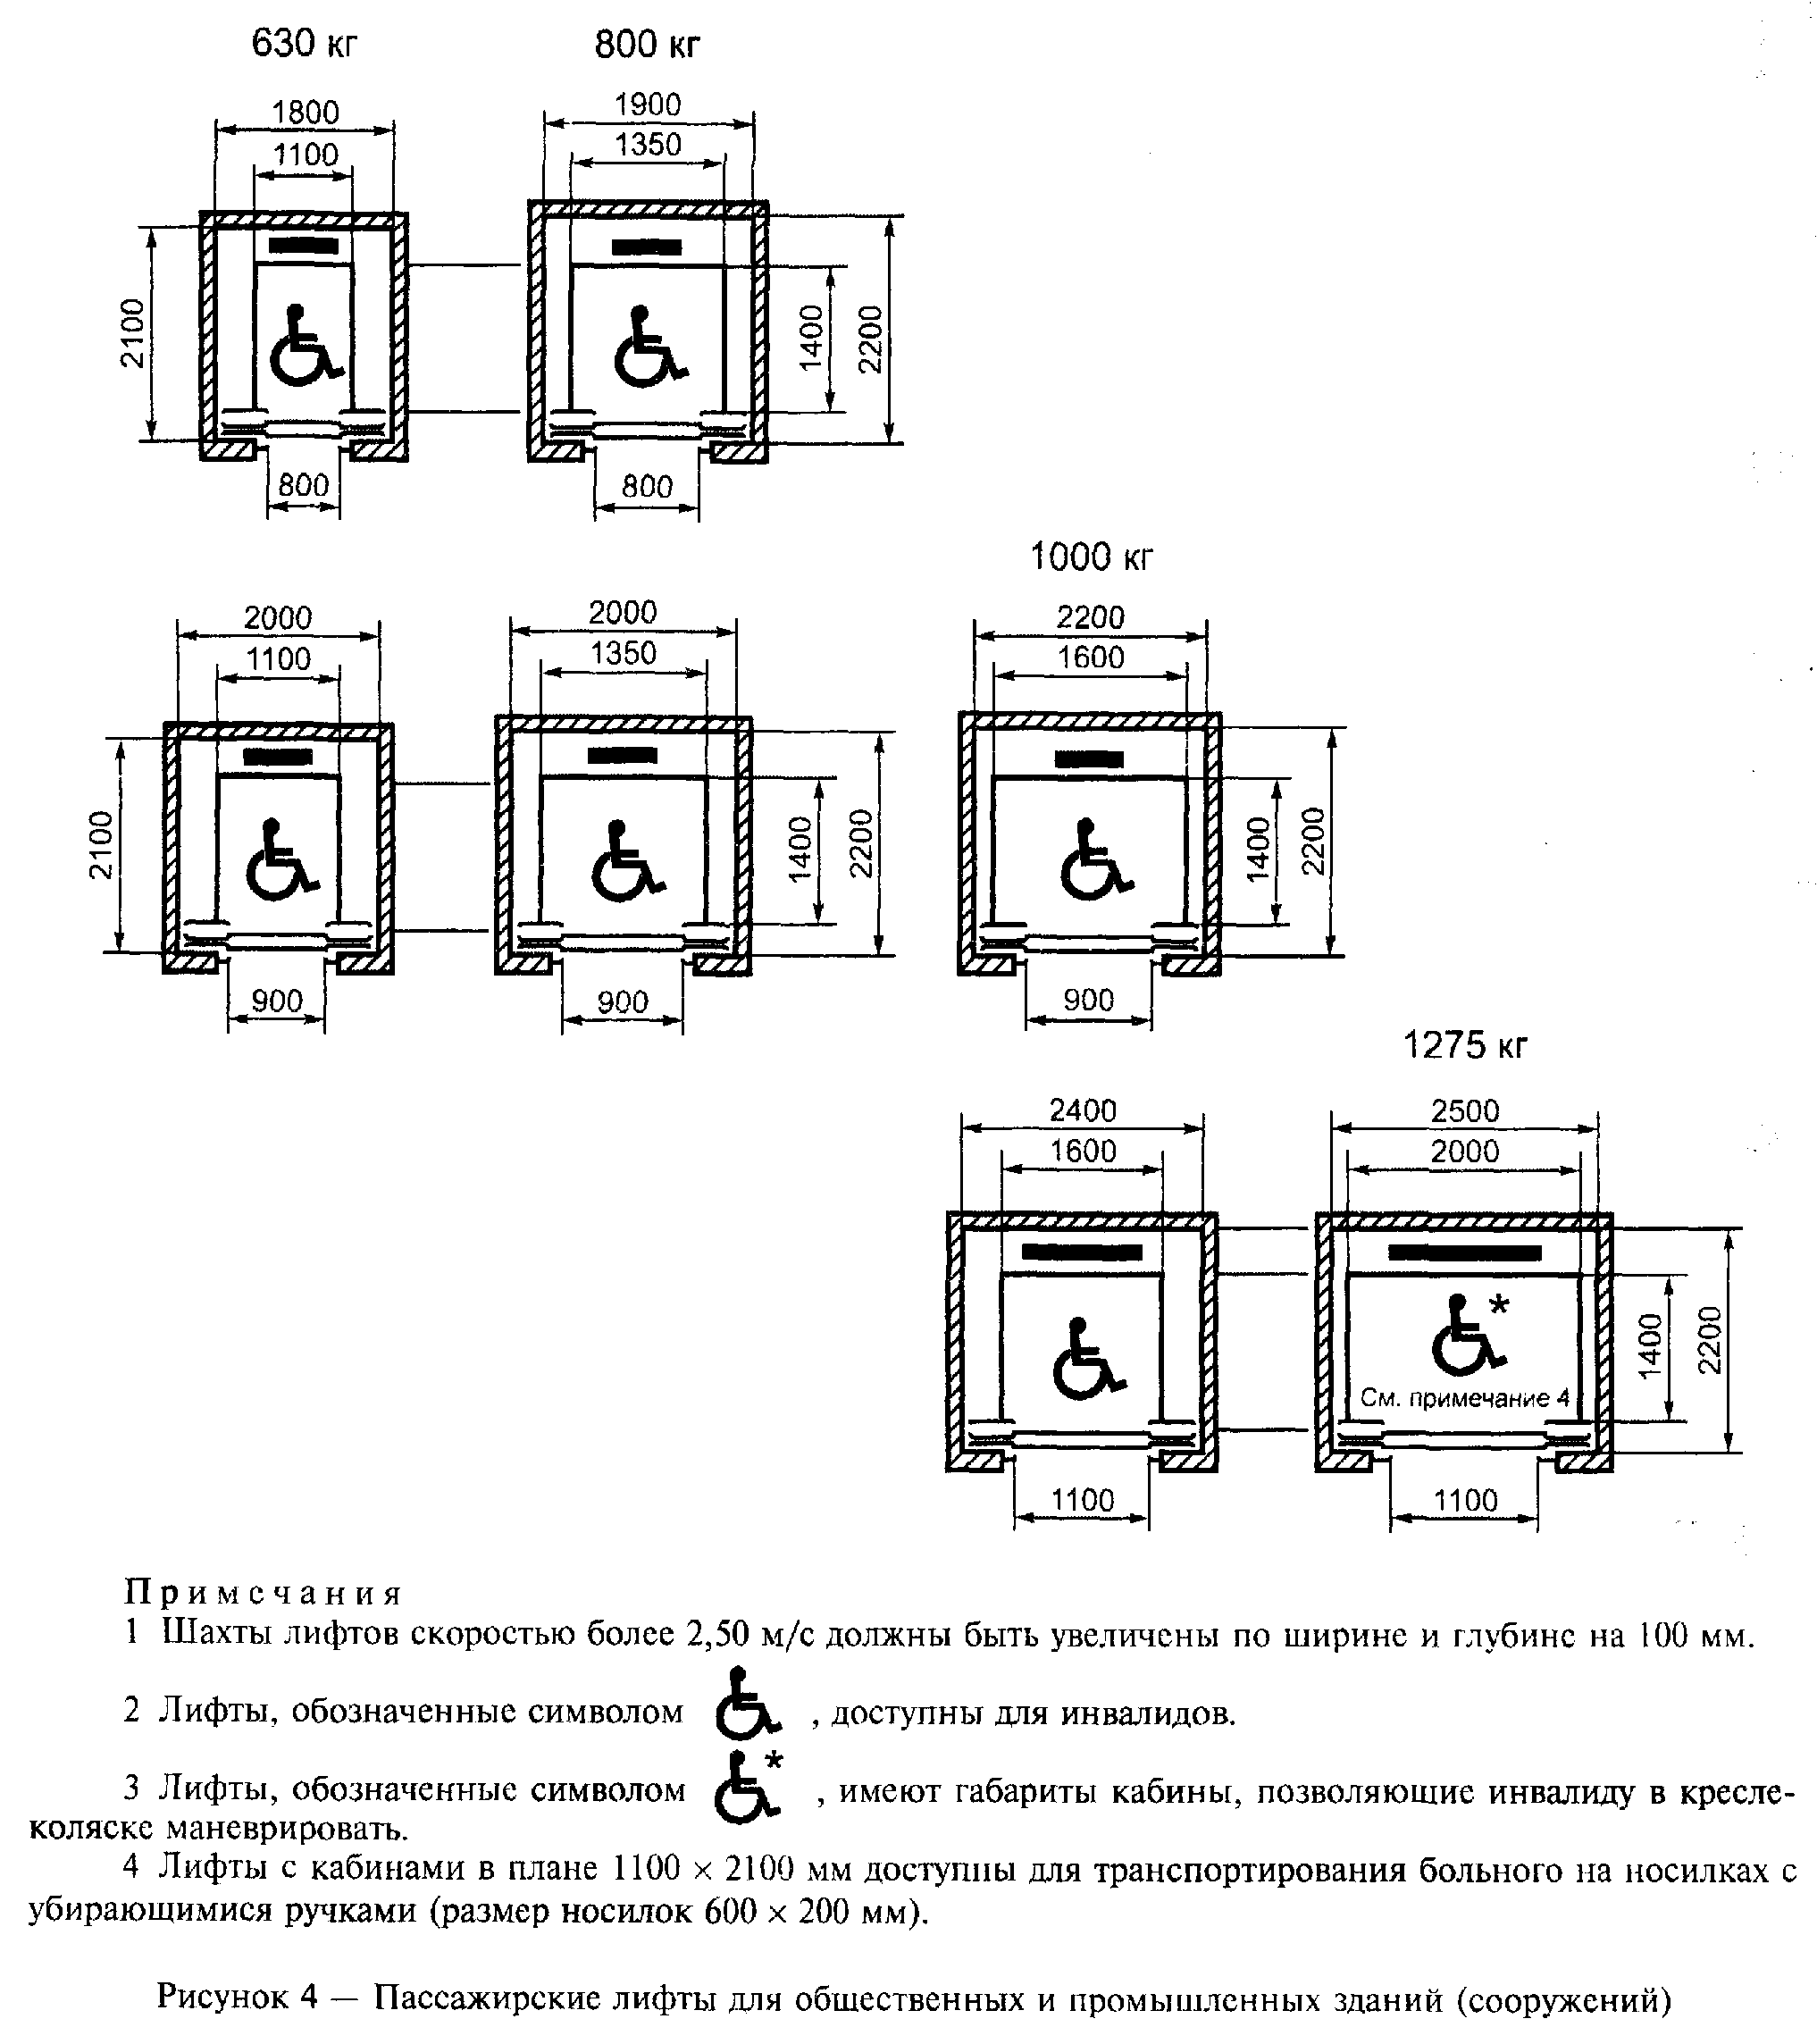 630 кг 800 кг
1800 1900
1100 1350
2100 1400 2200
800 800
1000 кг
2000 2000 2200
1100 1350 1600
2100 1400 2200 1400 2200
900 900 900
1275 кг
2400 2500
1600 2000
*
1400 2200
См. примечание 4
1100 1100
Примечания
1 Шахты лифтов скоростью более 2,50 м/с должны быть увеличены по ширине и глубине на 100 мм.
2 Лифты, обозначенные символом , доступны для инвалидов.
3 Лифты, обозначенные символом * , имеют габариты кабины, позволяющие инвалиду в кресле-
коляске маневрировать.
4 Лифты с кабинами в плане 1100 × 2100 мм доступны для транспортирования больного на носилках с
убирающимися ручками (размер носилок 600 × 200 мм).
Рисунок 4 — Пассажирские лифты для общественных и промышленных зданий (сооружений)